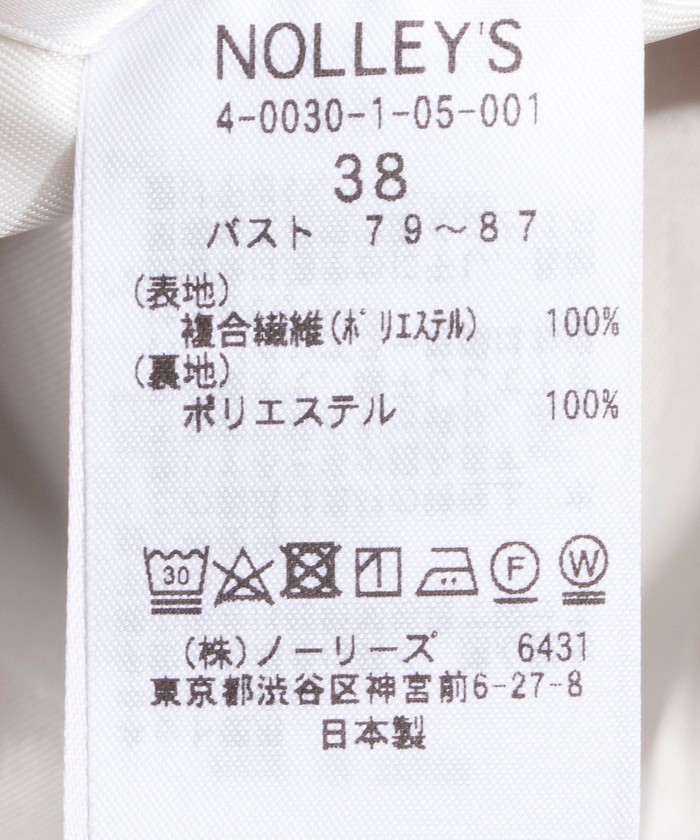 NOLLEY'S
4-0030-1-05-001
38
バスト 79～87
(表地)
複合繊維(ﾎﾟﾘｴｽﾃﾙ) 100%
(裏地)
ポリエステル 100%
30 F W
(株)ノーリーズ 6431
東京都渋谷区神宮前6-27-8
日本製